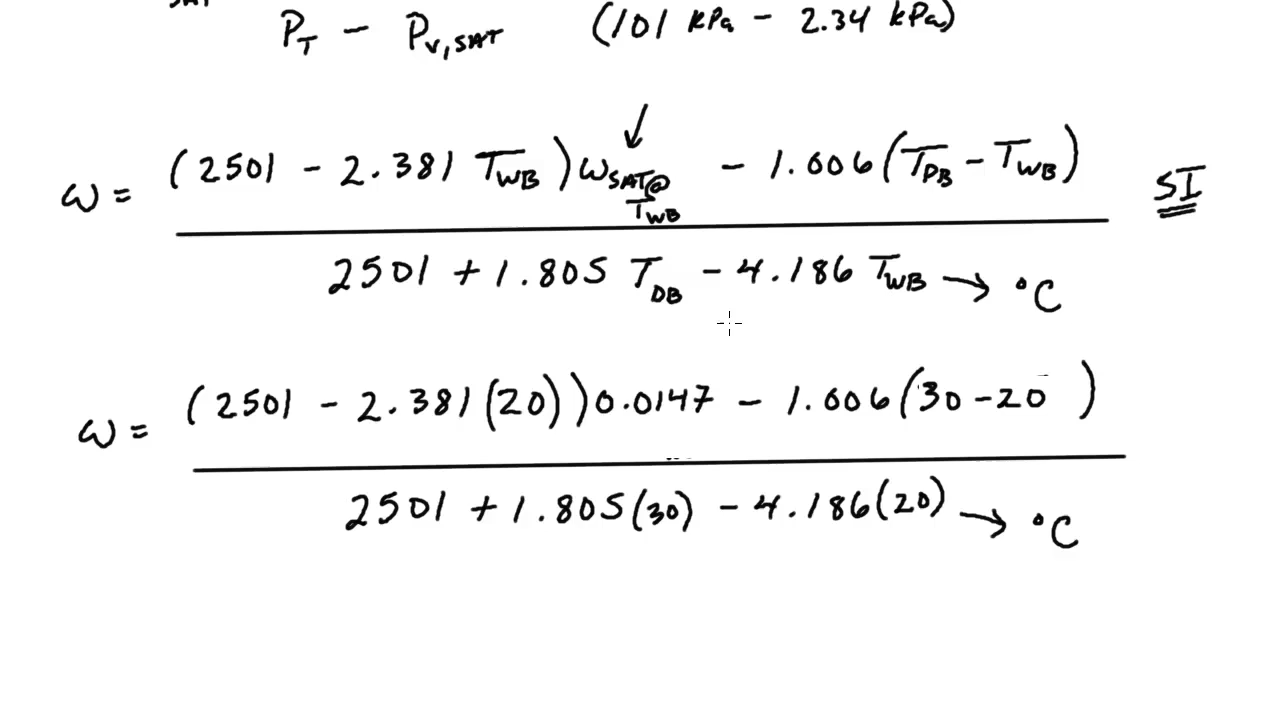 P_T - P_V,SAT (101 kPa - 2.34 kPa)
ω = (2501 - 2.381 T_WB) ω_SAT@T_WB - 1.006 (T_DB - T_WB) SI
2501 + 1.805 T_DB - 4.186 T_WB → °C
ω = (2501 - 2.381(20)) 0.0147 - 1.006 (30 - 20)
2501 + 1.805(30) - 4.186(20) → °C